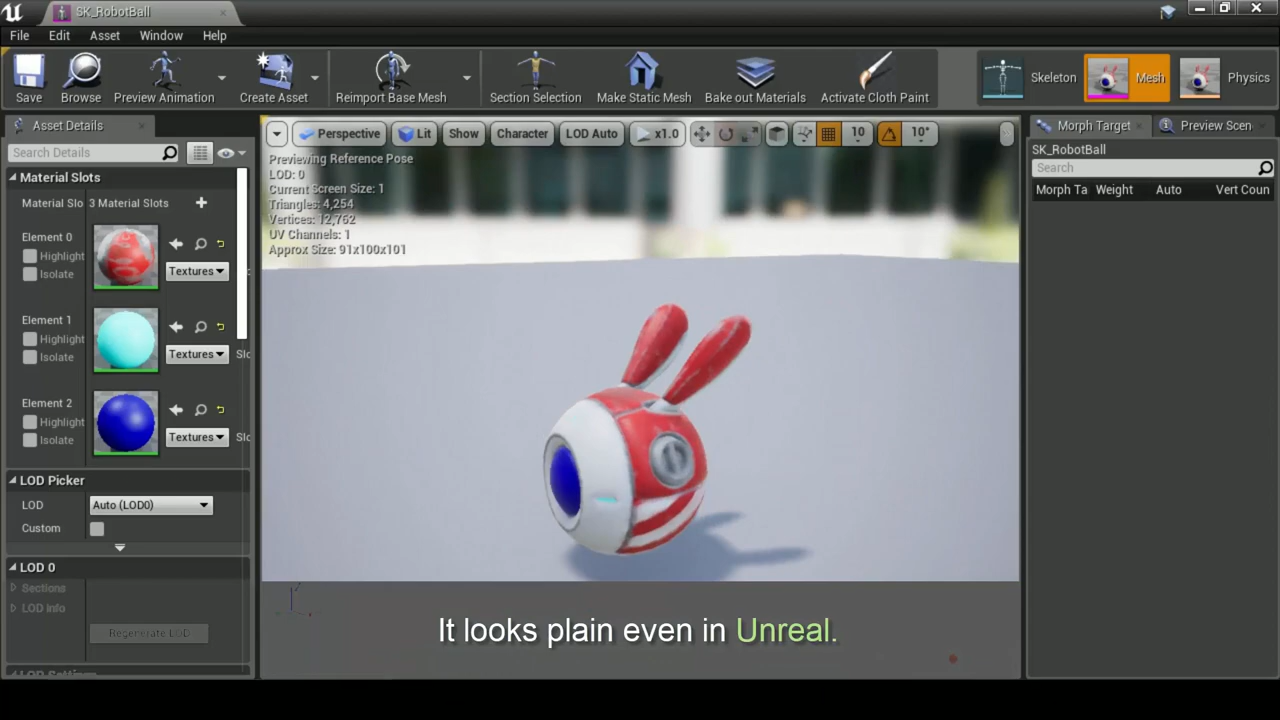 SK_RobotBall
File Edit Asset Window Help
Save Browse Preview Animation Create Asset Reimport Base Mesh Section Selection Make Static Mesh Bake out Materials Activate Cloth Paint Skeleton Mesh Physics
Asset Details
Search Details
Material Slots
Material Slo 3 Material Slots
Element 0
Highlight
Isolate
Textures
Element 1
Highlight
Isolate
Textures Slo
Element 2
Highlight
Isolate
Textures Slo
LOD Picker
LOD Auto (LOD0)
Custom
LOD 0
Sections
LOD Info
Regenerate LOD
LOD Settings
Perspective Lit Show Character LOD Auto x1.0 10 10°
Previewing Reference Pose
LOD: 0
Current Screen Size: 1
Triangles: 4,254
Vertices: 12,762
UV Channels: 1
Approx Size: 91x100x101
It looks plain even in Unreal.
Morph Target Preview Scen
SK_RobotBall
Search
Morph Ta Weight Auto Vert Coun